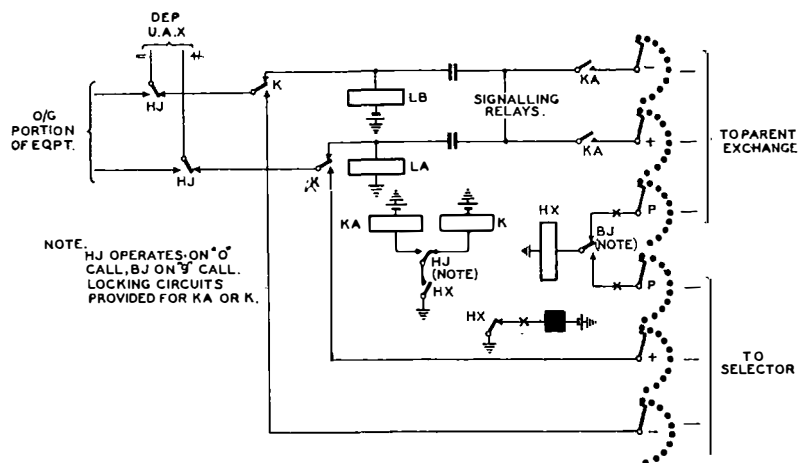 DEP
U.A.X
−
+
O/G
PORTION
OF EQPT.
HJ
HJ
K
K
LB
LA
SIGNALLING
RELAYS.
KA
KA
−
+
P
TO PARENT
EXCHANGE
KA
K
HX
BJ
(NOTE)
HJ
(NOTE)
HX
NOTE.
HJ OPERATES ON "O"
CALL, BJ ON "9" CALL.
LOCKING CIRCUITS
PROVIDED FOR KA OR K.
HX
P
+
−
TO
SELECTOR